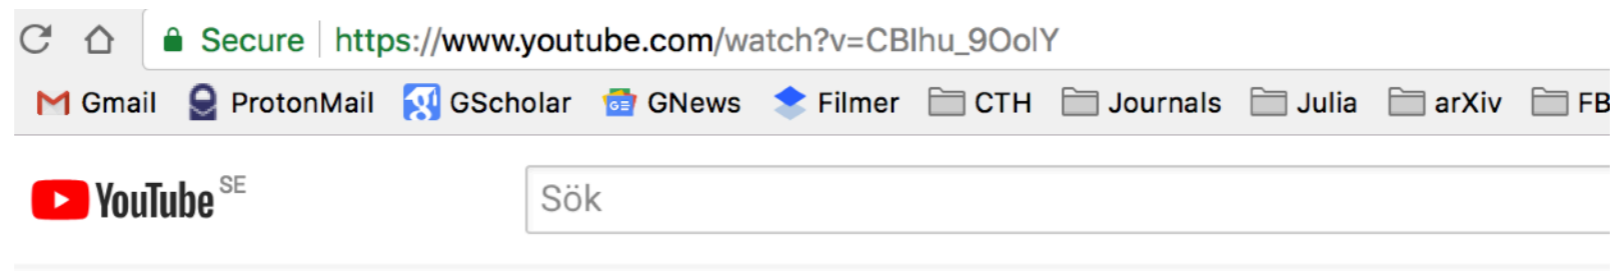 Secure https://www.youtube.com/watch?v=CBIhu_9OolY
Gmail ProtonMail GScholar GNews Filmer CTH Journals Julia arXiv FB
YouTube SE Sök